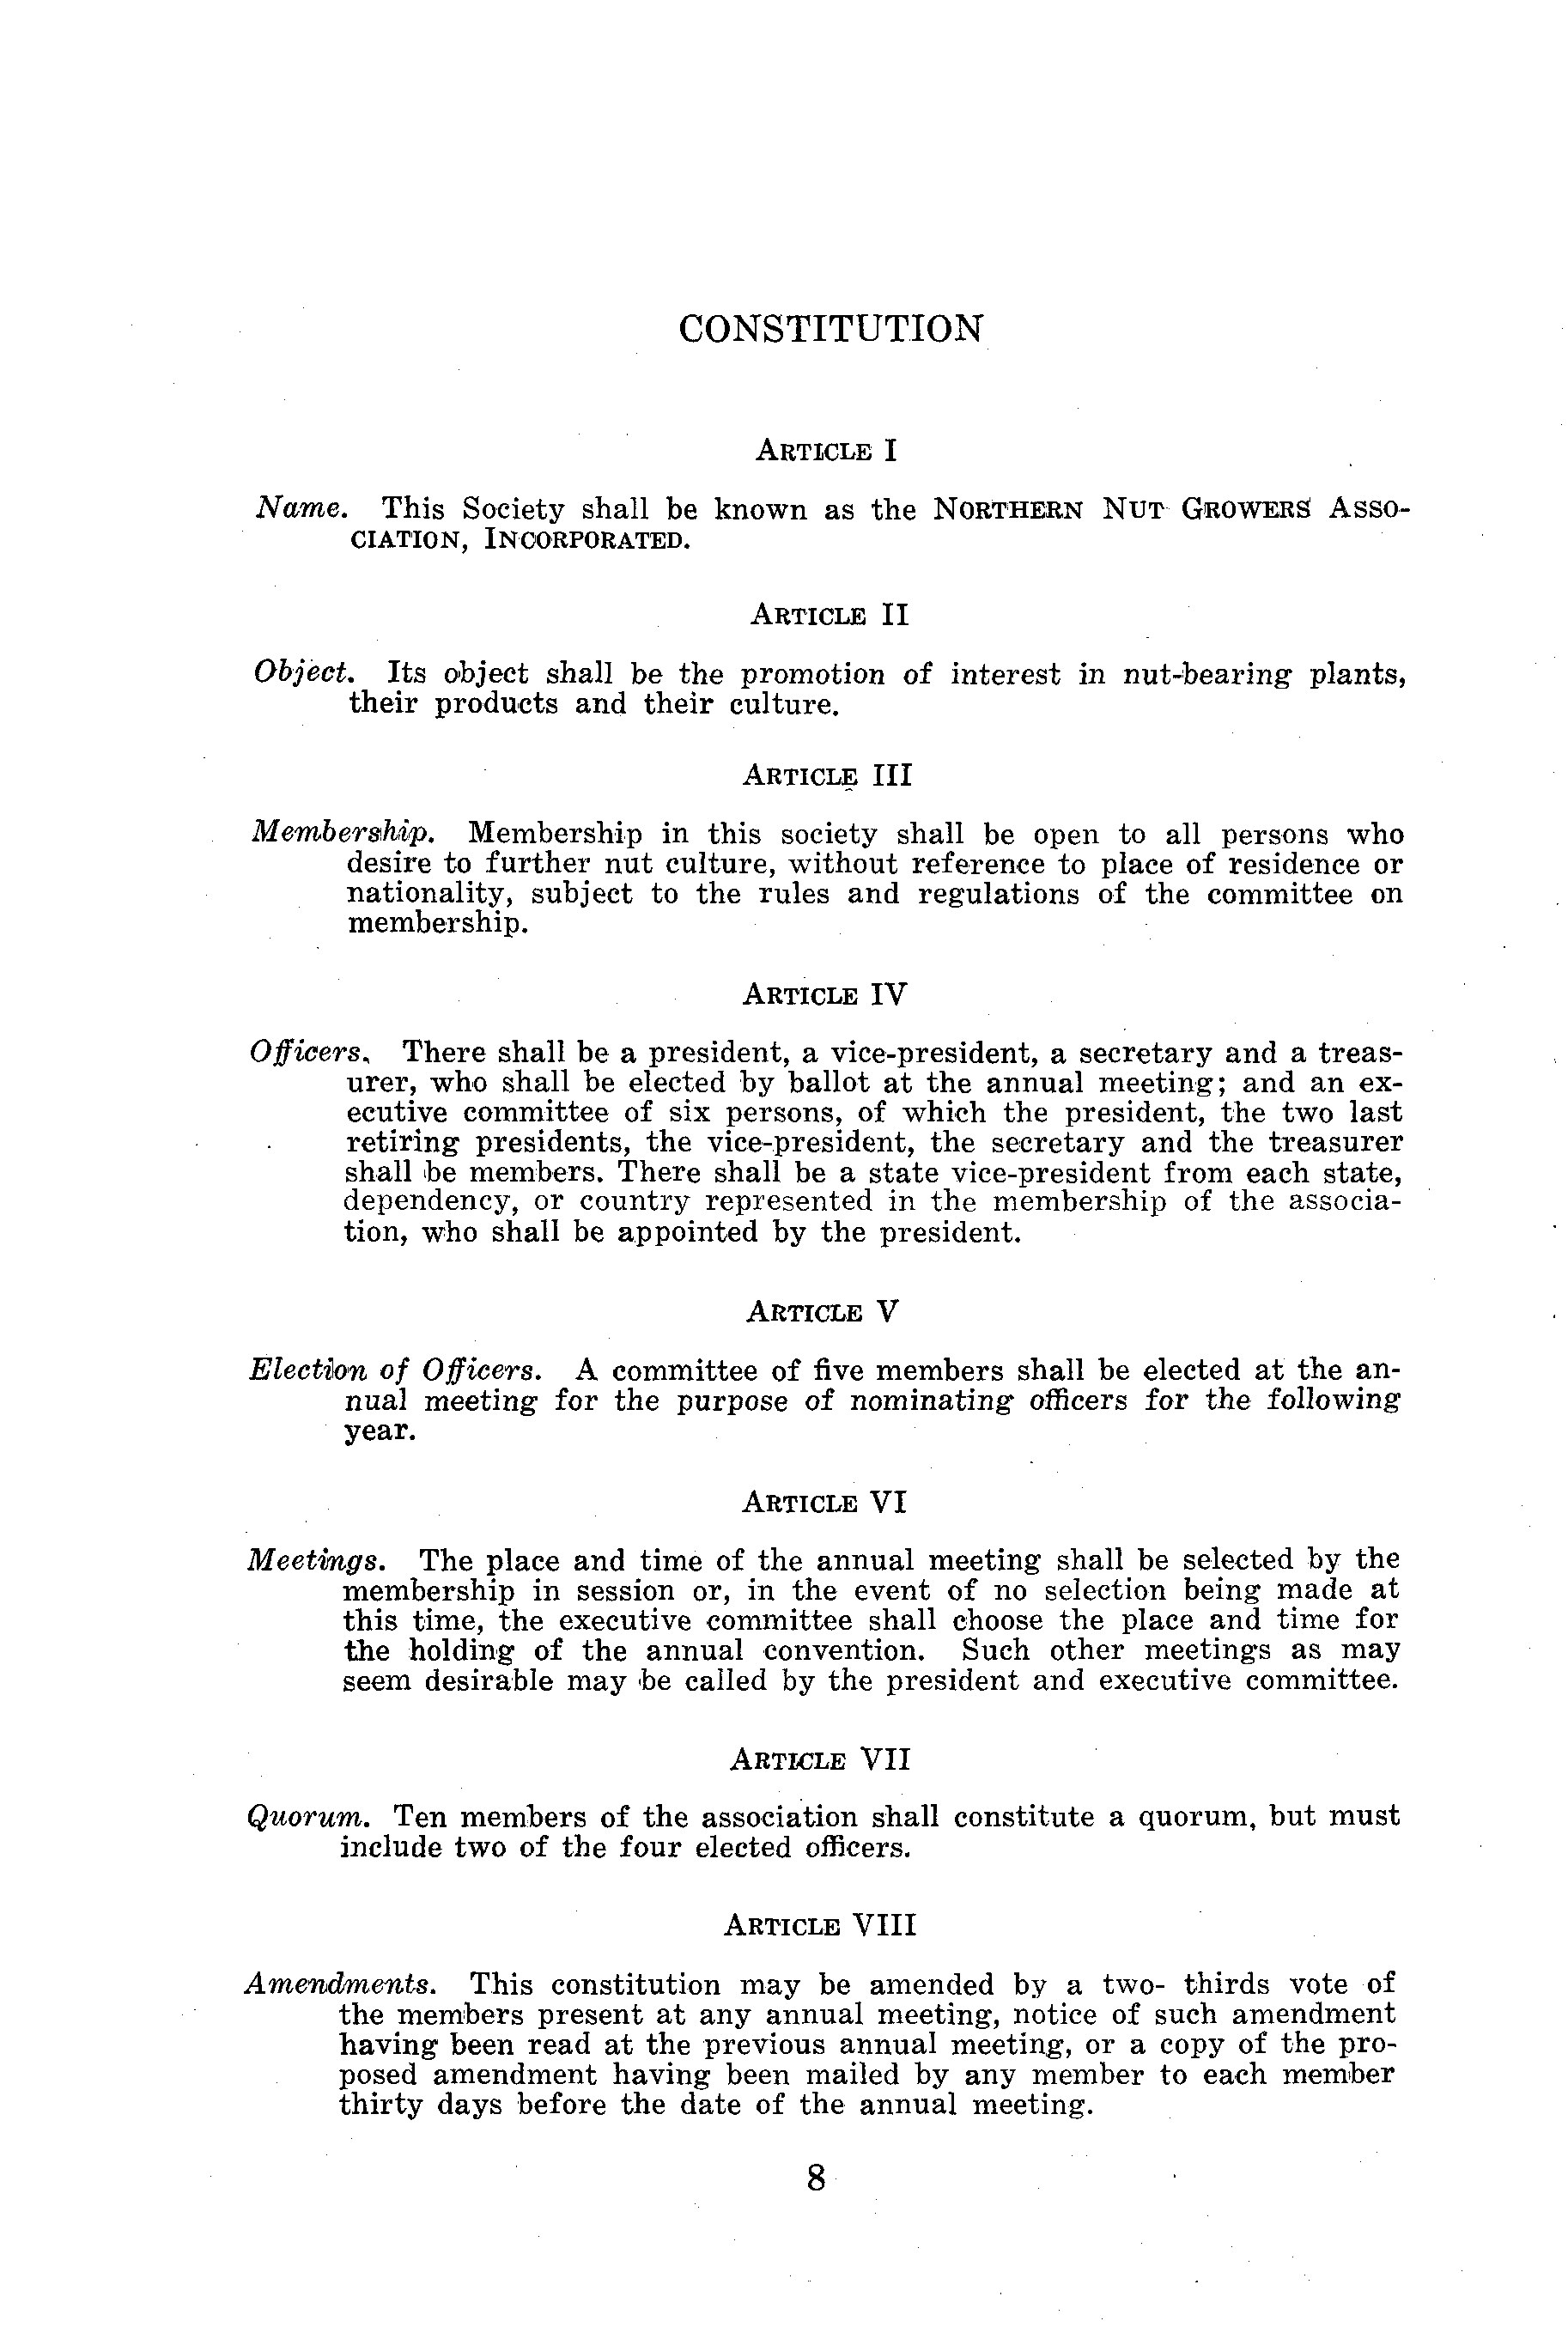 CONSTITUTION
ARTICLE I
Name. This Society shall be known as the NORTHERN NUT GROWERS ASSO-
CIATION, INCORPORATED.
ARTICLE II
Object. Its object shall be the promotion of interest in nut-bearing plants,
their products and their culture.
ARTICLE III
Membership. Membership in this society shall be open to all persons who
desire to further nut culture, without reference to place of residence or
nationality, subject to the rules and regulations of the committee on
membership.
ARTICLE IV
Officers. There shall be a president, a vice-president, a secretary and a treas-
urer, who shall be elected by ballot at the annual meeting; and an ex-
ecutive committee of six persons, of which the president, the two last
retiring presidents, the vice-president, the secretary and the treasurer
shall be members. There shall be a state vice-president from each state,
dependency, or country represented in the membership of the associa-
tion, who shall be appointed by the president.
ARTICLE V
Election of Officers. A committee of five members shall be elected at the an-
nual meeting for the purpose of nominating officers for the following
year.
ARTICLE VI
Meetings. The place and time of the annual meeting shall be selected by the
membership in session or, in the event of no selection being made at
this time, the executive committee shall choose the place and time for
the holding of the annual convention. Such other meetings as may
seem desirable may be called by the president and executive committee.
ARTICLE VII
Quorum. Ten members of the association shall constitute a quorum, but must
include two of the four elected officers.
ARTICLE VIII
Amendments. This constitution may be amended by a two- thirds vote of
the members present at any annual meeting, notice of such amendment
having been read at the previous annual meeting, or a copy of the pro-
posed amendment having been mailed by any member to each member
thirty days before the date of the annual meeting.
8